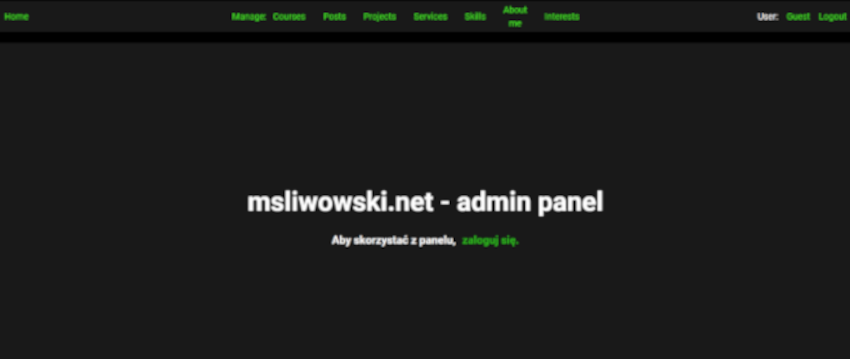 Home Manage: Courses Posts Projects Services Skills About me Interests User: Guest Logout
msliwowski.net - admin panel
Aby skorzystać z panelu, zaloguj się.